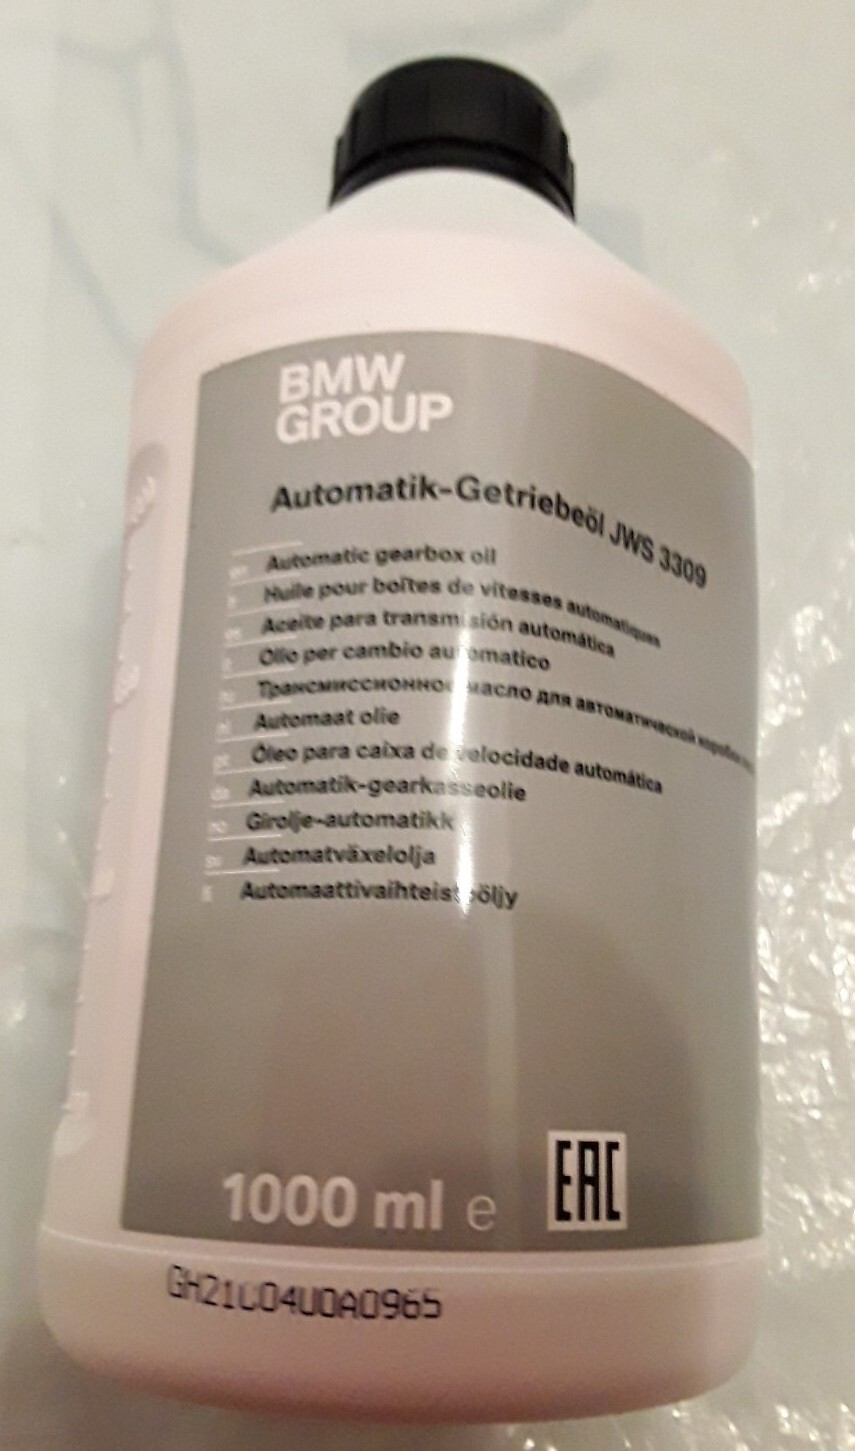 BMW
GROUP
Automatik-Getriebeöl JWS 3309
Automatic gearbox oil
Huile pour boîtes de vitesses automatiques
Aceite para transmisión automática
Olio per cambio automatico
Трансмиссионное масло для автоматической коробки
Automaat olie
Óleo para caixa de velocidade automática
Automatik-gearkasseolie
Girolje-automatikk
Automatväxelolja
Automaattivaihteistoöljy
1000 ml e
EAC
GH21C04U0A0965